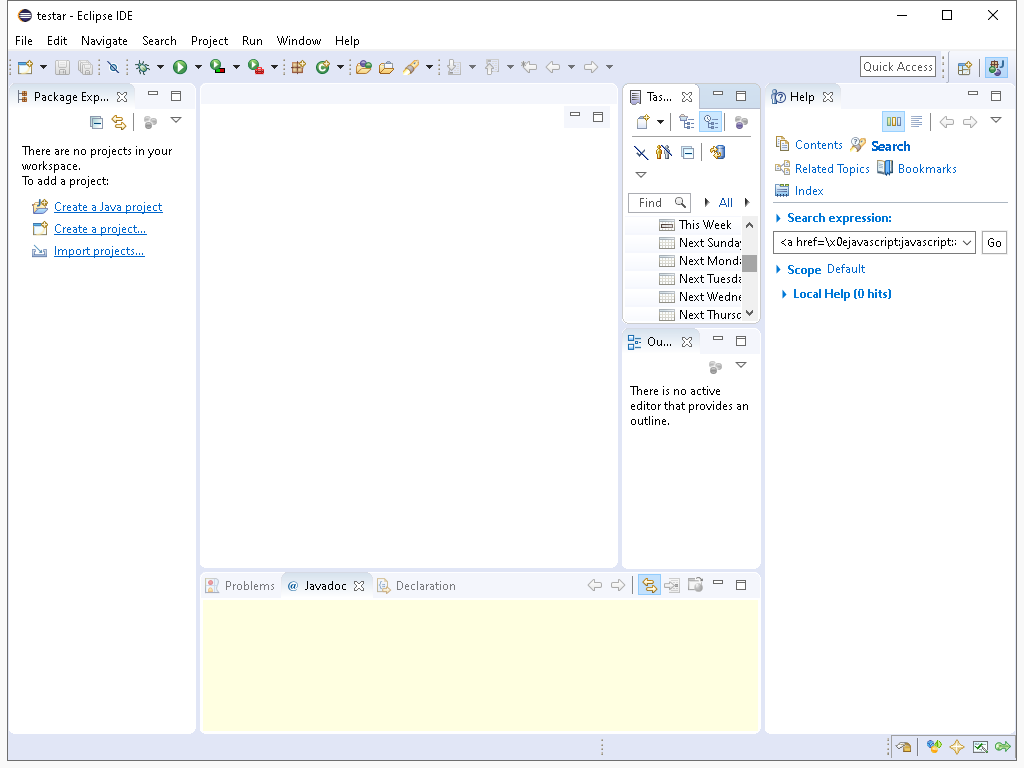 testar - Eclipse IDE
File Edit Navigate Search Project Run Window Help
Quick Access
Package Exp...
There are no projects in your
workspace.
To add a project:
Create a Java project
Create a project...
Import projects...
Tas...
Find
All
This Week
Next Sunday
Next Monda
Next Tuesda
Next Wedne
Next Thursd
Ou...
There is no active
editor that provides an
outline.
Help
Contents Search
Related Topics Bookmarks
Index
Search expression:
<a href=\x0ejavascript:javascript:
Go
Scope Default
Local Help (0 hits)
Problems @ Javadoc Declaration